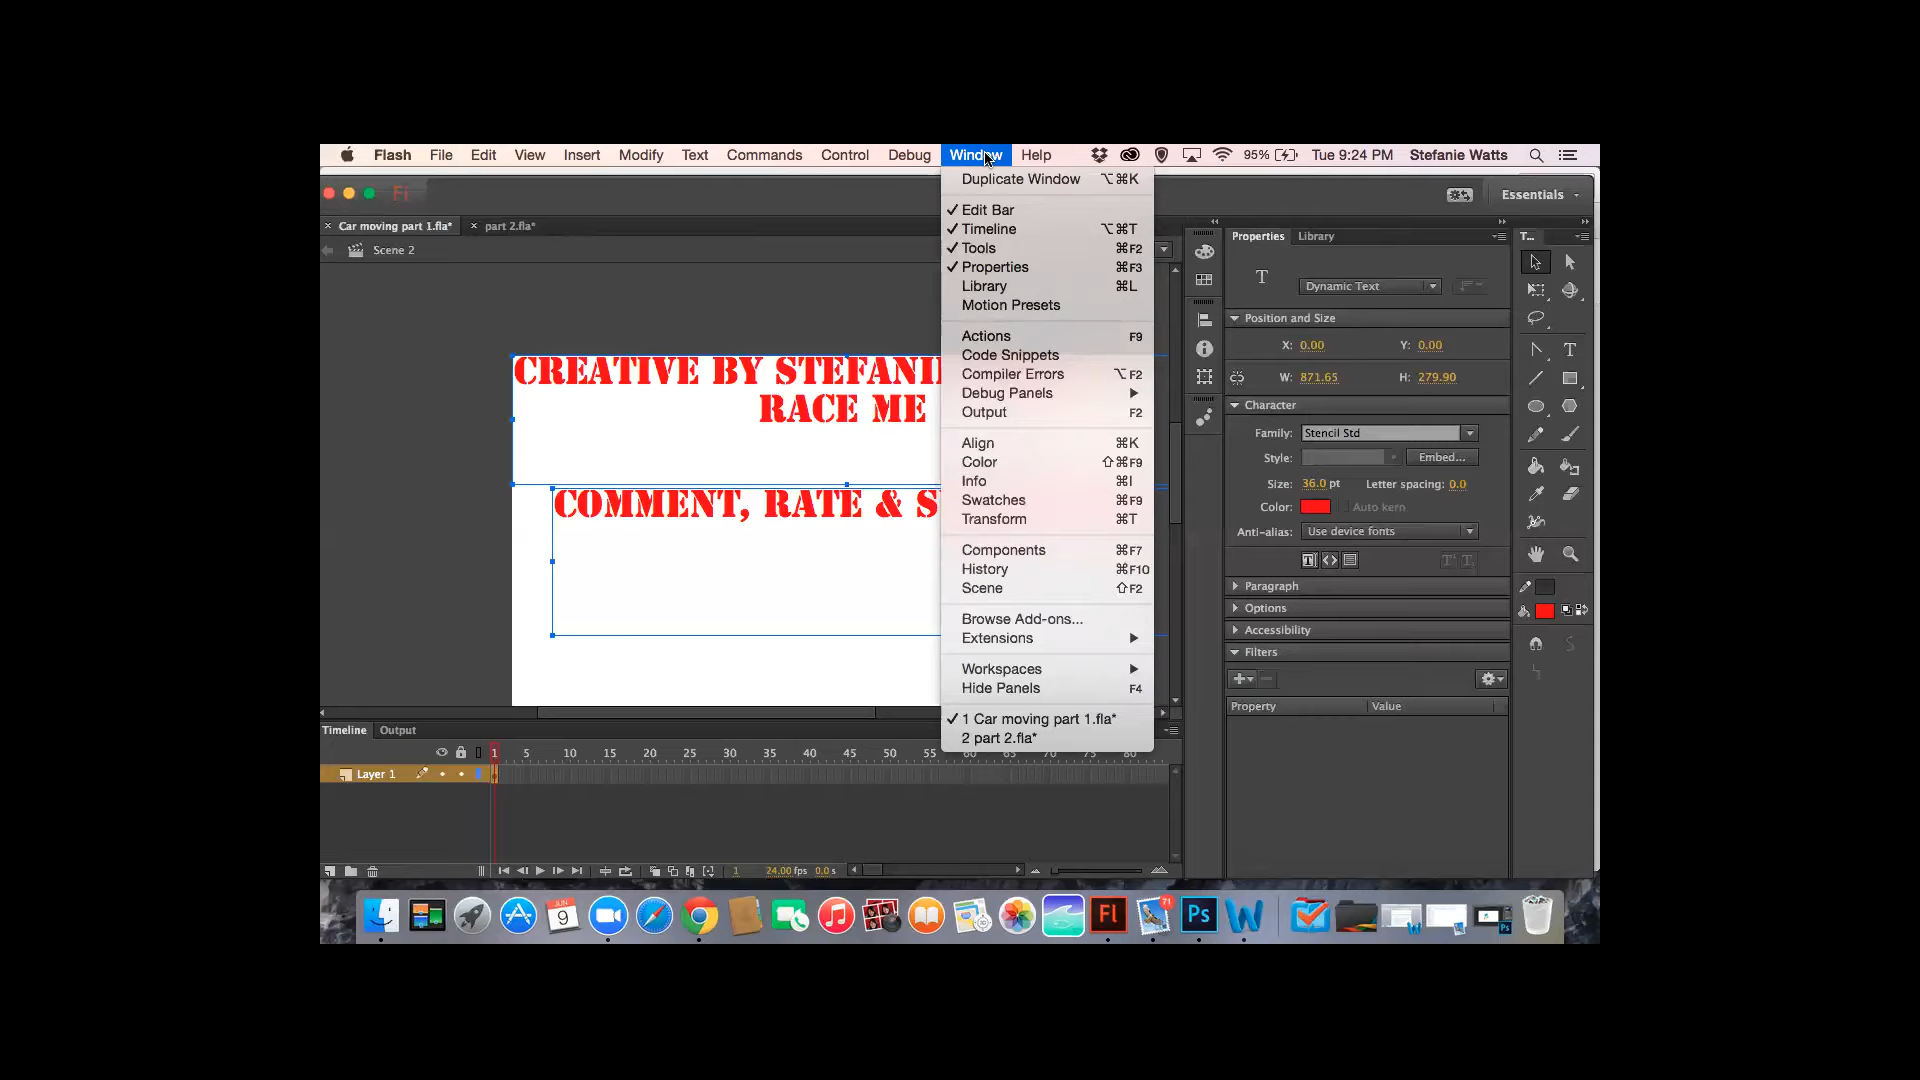 Flash File Edit View Insert Modify Text Commands Control Debug Window Help 95% Tue 9:24 PM Stefanie Watts
Fl
Essentials
Car moving part 1.fla* part 2.fla*
Scene 2
CREATIVE BY STEFANI
RACE ME
COMMENT, RATE & S
Duplicate Window ⌥⌘K
Edit Bar
Timeline ⌥⌘T
Tools ⌘F2
Properties ⌘F3
Library ⌘L
Motion Presets
Actions F9
Code Snippets
Compiler Errors ⌥F2
Debug Panels
Output F2
Align ⌘K
Color ⇧⌘F9
Info ⌘I
Swatches ⌘F9
Transform ⌘T
Components ⌘F7
History ⌘F10
Scene ⇧F2
Browse Add-ons...
Extensions
Workspaces
Hide Panels F4
1 Car moving part 1.fla*
2 part 2.fla*
Properties Library
T...
T Dynamic Text
Position and Size
X: 0.00 Y: 0.00
W: 871.65 H: 279.90
Character
Family: Stencil Std
Style: Embed...
Size: 36.0 pt Letter spacing: 0.0
Color: Auto kern
Anti-alias: Use device fonts
Paragraph
Options
Accessibility
Filters
Property Value
Timeline Output
1 5 10 15 20 25 30 35 40 45 50 55
Layer 1
1 24.00 fps 0.0 s
JUN
9
Fl
71
Ps
W